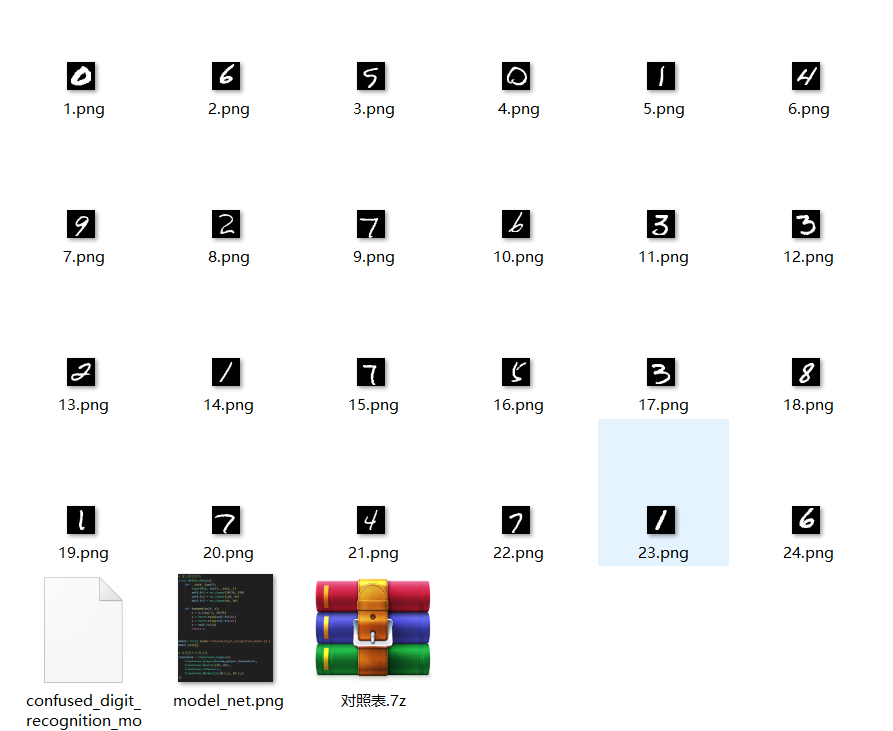 0 6 5 0 1 4
1.png 2.png 3.png 4.png 5.png 6.png
9 2 7 6 3 3
7.png 8.png 9.png 10.png 11.png 12.png
2 1 7 5 3 8
13.png 14.png 15.png 16.png 17.png 18.png
1 7 4 7 1 6
19.png 20.png 21.png 22.png 23.png 24.png
confused_digit_
recognition_mo
model_net.png
对照表.7z